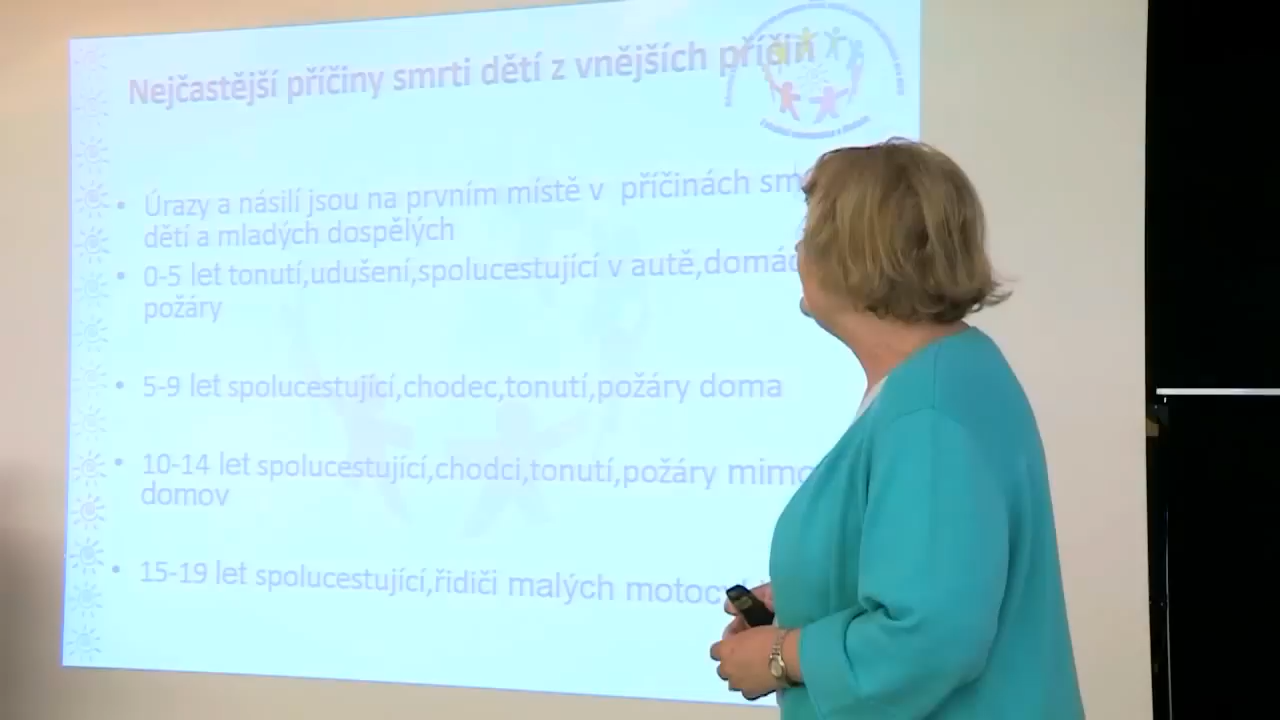 Nejčastější příčiny smrti dětí z vnějších příčin
• Úrazy a násilí jsou na prvním místě v příčinách
dětí a mladých dospělých
• 0-5 let tonutí,udušení,spolucestující v autě,
požáry
• 5-9 let spolucestující,chodec,tonutí,požáry doma
• 10-14 let spolucestující,chodci,tonutí,požáry mimo
domov
• 15-19 let spolucestující,řidiči malých